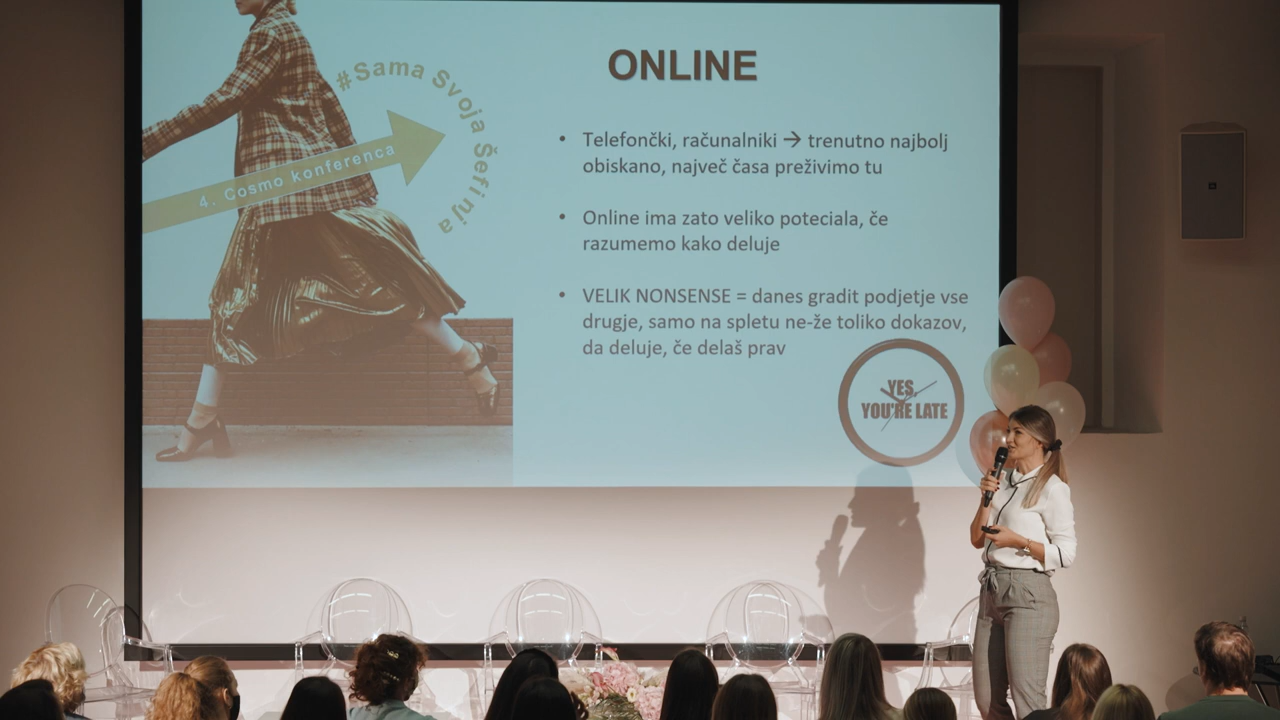 #Sama Svoja Šefinja
4. Cosmo konferenca
ONLINE
• Telefončki, računalniki → trenutno najbolj
obiskano, največ časa preživimo tu
• Online ima zato veliko poteciala, če
razumemo kako deluje
• VELIK NONSENSE = danes gradit podjetje vse
drugje, samo na spletu ne-že toliko dokazov,
da deluje, če delaš prav
YES,
YOU'RE LATE